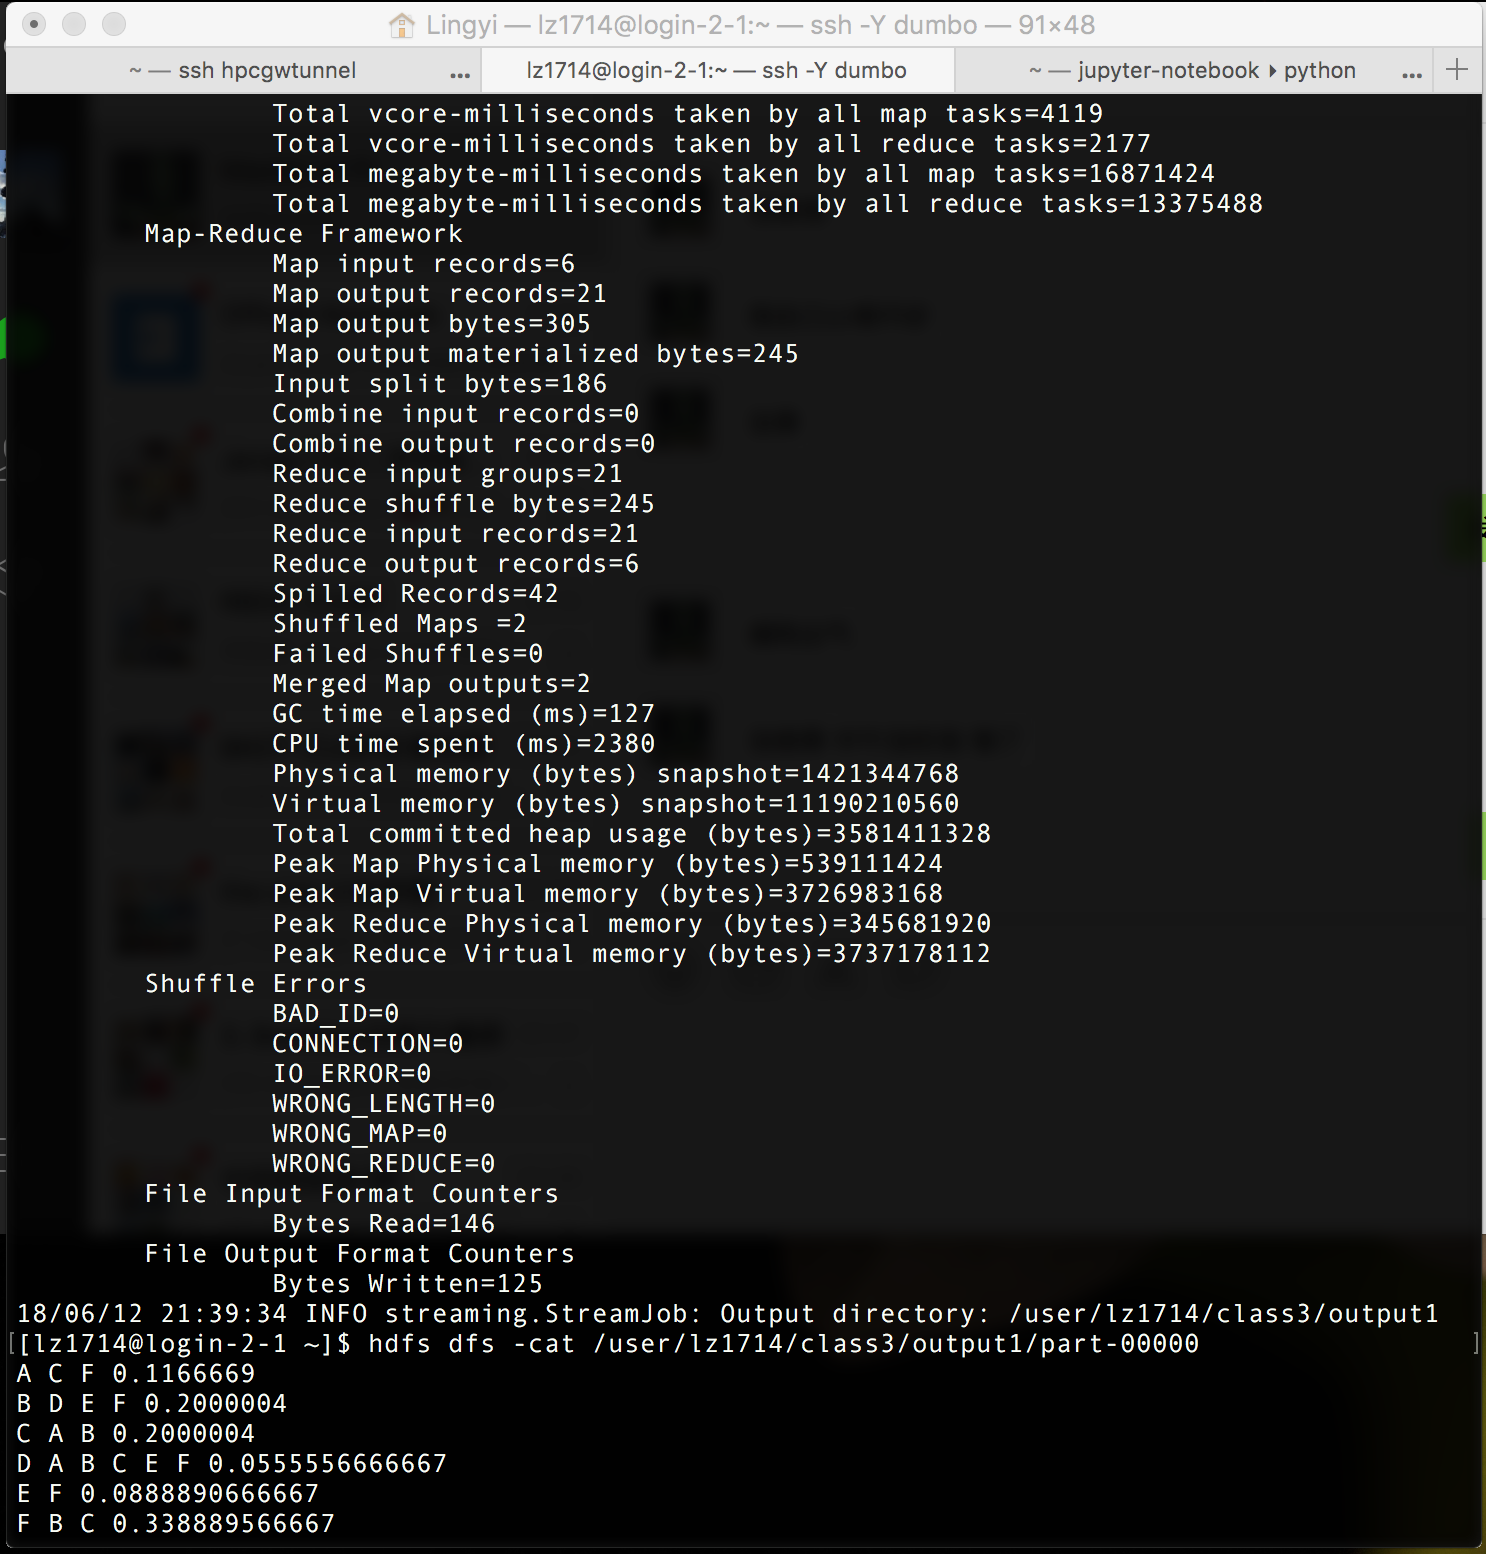 Lingyi — lz1714@login-2-1:~ — ssh -Y dumbo — 91×48
~ — ssh hpcgwtunnel ... lz1714@login-2-1:~ — ssh -Y dumbo ~ — jupyter-notebook ▸ python ... +
Total vcore-milliseconds taken by all map tasks=4119
Total vcore-milliseconds taken by all reduce tasks=2177
Total megabyte-milliseconds taken by all map tasks=16871424
Total megabyte-milliseconds taken by all reduce tasks=13375488
Map-Reduce Framework
Map input records=6
Map output records=21
Map output bytes=305
Map output materialized bytes=245
Input split bytes=186
Combine input records=0
Combine output records=0
Reduce input groups=21
Reduce shuffle bytes=245
Reduce input records=21
Reduce output records=6
Spilled Records=42
Shuffled Maps =2
Failed Shuffles=0
Merged Map outputs=2
GC time elapsed (ms)=127
CPU time spent (ms)=2380
Physical memory (bytes) snapshot=1421344768
Virtual memory (bytes) snapshot=11190210560
Total committed heap usage (bytes)=3581411328
Peak Map Physical memory (bytes)=539111424
Peak Map Virtual memory (bytes)=3726983168
Peak Reduce Physical memory (bytes)=345681920
Peak Reduce Virtual memory (bytes)=3737178112
Shuffle Errors
BAD_ID=0
CONNECTION=0
IO_ERROR=0
WRONG_LENGTH=0
WRONG_MAP=0
WRONG_REDUCE=0
File Input Format Counters
Bytes Read=146
File Output Format Counters
Bytes Written=125
18/06/12 21:39:34 INFO streaming.StreamJob: Output directory: /user/lz1714/class3/output1
[[lz1714@login-2-1 ~]$ hdfs dfs -cat /user/lz1714/class3/output1/part-00000 ]
A C F 0.1166669
B D E F 0.2000004
C A B 0.2000004
D A B C E F 0.0555556666667
E F 0.0888890666667
F B C 0.338889566667